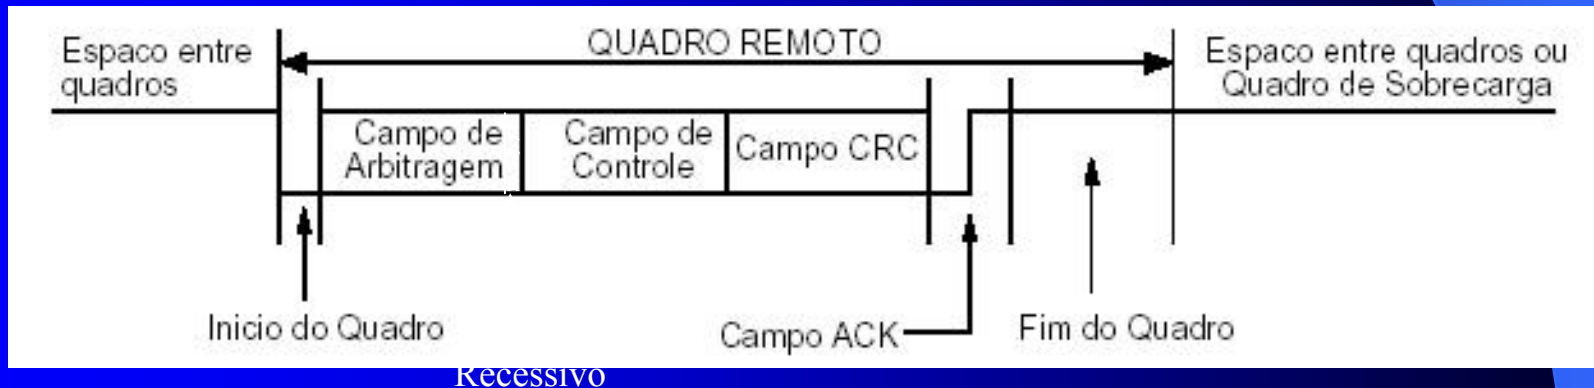 Espaco entre
quadros
QUADRO REMOTO
Espaco entre quadros ou
Quadro de Sobrecarga
Campo de
Arbitragem
Campo de
Controle
Campo CRC
Inicio do Quadro
Campo ACK
Fim do Quadro
Recessivo